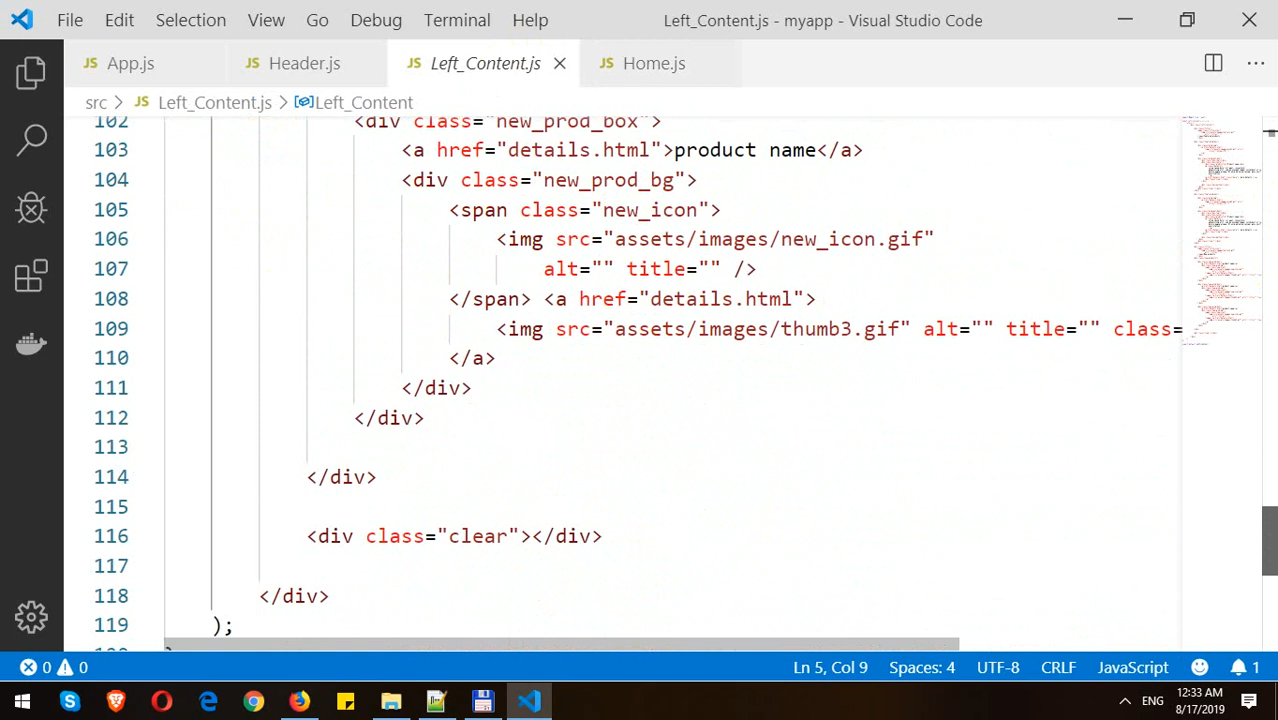 File Edit Selection View Go Debug Terminal Help Left_Content.js - myapp - Visual Studio Code
JS App.js JS Header.js JS Left_Content.js JS Home.js
src > JS Left_Content.js > Left_Content
102 <div class="new_prod_box">
103 <a href="details.html">product name</a>
104 <div class="new_prod_bg">
105 <span class="new_icon">
106 <img src="assets/images/new_icon.gif"
107 alt="" title="" />
108 </span> <a href="details.html">
109 <img src="assets/images/thumb3.gif" alt="" title="" class=
110 </a>
111 </div>
112 </div>
113
114 </div>
115
116 <div class="clear"></div>
117
118 </div>
119 );
0 0 Ln 5, Col 9 Spaces: 4 UTF-8 CRLF JavaScript 1
ENG 12:33 AM
8/17/2019